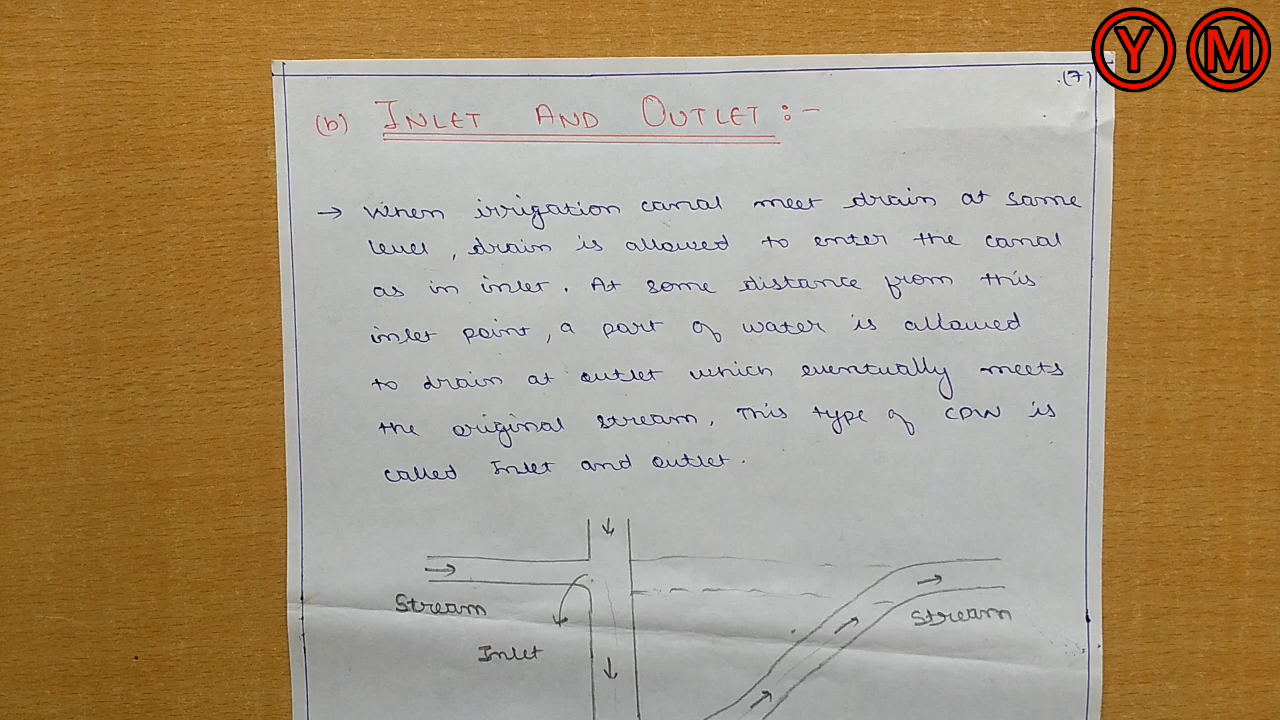 Y M
(7)
(b) INLET AND OUTLET :-
→ When irrigation canal meet drain at same
level, drain is allowed to enter the canal
as in inlet. At some distance from this
inlet point, a part of water is allowed
to drain at outlet which eventually meets
the original stream. This type of CDW is
called Inlet and outlet.
Stream
Stream
Inlet